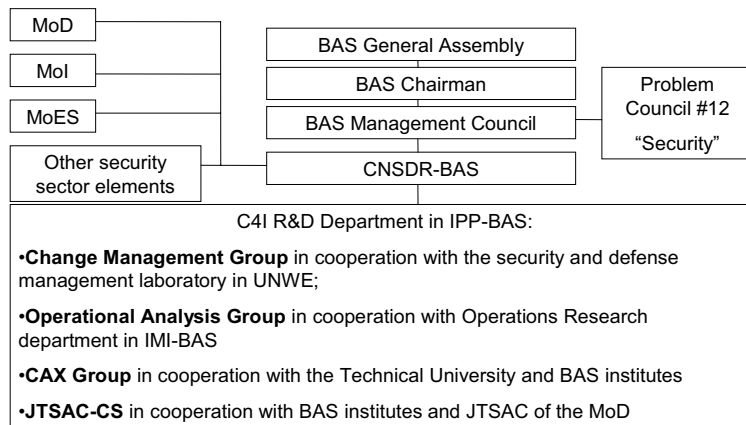 MoD
MoI
MoES
Other security
sector elements
BAS General Assembly
BAS Chairman
BAS Management Council
CNSDR-BAS
Problem
Council #12
“Security”
C4I R&D Department in IPP-BAS:
•Change Management Group in cooperation with the security and defense
management laboratory in UNWE;
•Operational Analysis Group in cooperation with Operations Research
department in IMI-BAS
•CAX Group in cooperation with the Technical University and BAS institutes
•JTSAC-CS in cooperation with BAS institutes and JTSAC of the MoD